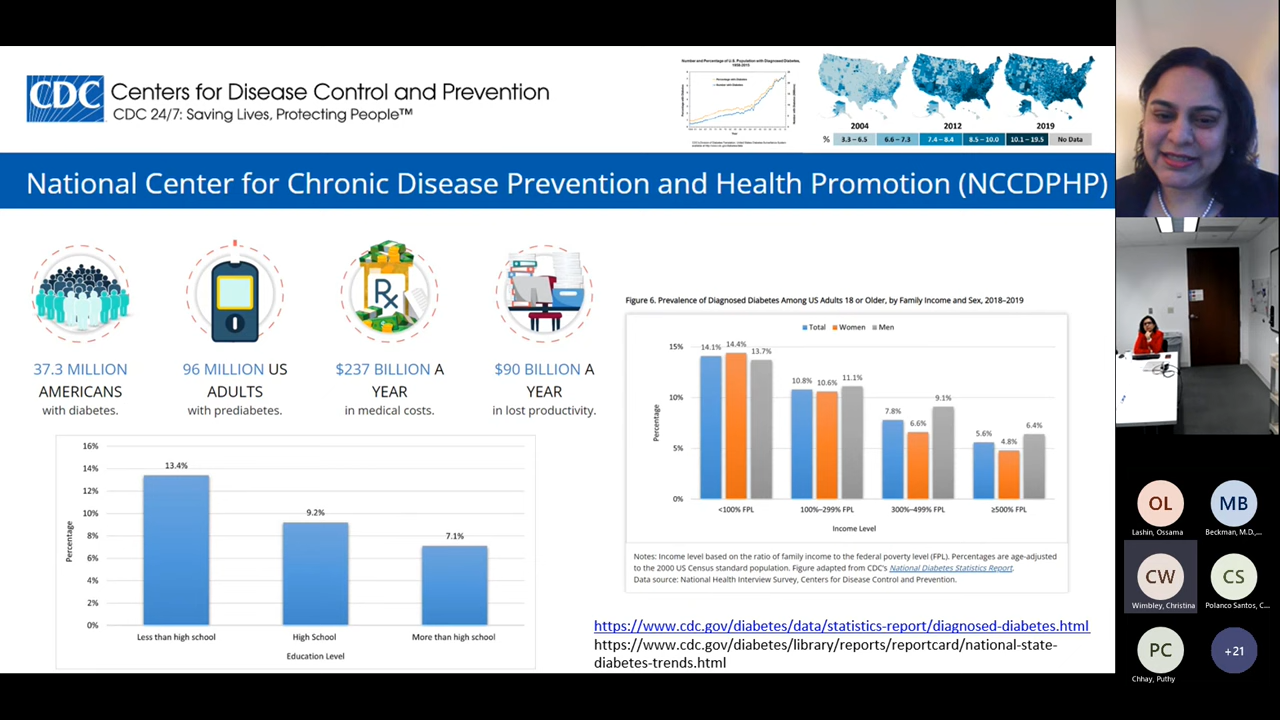 CDC
Centers for Disease Control and Prevention
CDC 24/7: Saving Lives, Protecting People™
Number and Percentage of U.S. Population with Diagnosed Diabetes,
2004
2012
2019
% 3.3 – 6.5 6.6 – 7.3 7.4 – 8.4 8.5 – 10.0 10.1 – 19.5 No Data
National Center for Chronic Disease Prevention and Health Promotion (NCCDPHP)
Rx
37.3 MILLION
AMERICANS
with diabetes.
96 MILLION US
ADULTS
with prediabetes.
$237 BILLION A
YEAR
in medical costs.
$90 BILLION A
YEAR
in lost productivity.
16%
14%
12%
10%
8%
6%
4%
2%
0%
Percentage
13.4%
9.2%
7.1%
Less than high school
High School
More than high school
Education Level
Figure 6. Prevalence of Diagnosed Diabetes Among US Adults 18 or Older, by Family Income and Sex, 2018–2019
Total Women Men
15%
10%
5%
0%
Percentage
14.1% 14.4% 13.7%
10.8% 10.6% 11.1%
7.8% 6.6% 9.1%
5.6% 4.8% 6.4%
<100% FPL
100%–299% FPL
300%–499% FPL
≥500% FPL
Income Level
Notes: Income level based on the ratio of family income to the federal poverty level (FPL). Percentages are age-adjusted
to the 2000 US Census standard population. Figure adapted from CDC's National Diabetes Statistics Report.
Data source: National Health Interview Survey, Centers for Disease Control and Prevention.
https://www.cdc.gov/diabetes/data/statistics-report/diagnosed-diabetes.html
https://www.cdc.gov/diabetes/library/reports/reportcard/national-state-
diabetes-trends.html
OL
Lashin, Ossama
MB
Beckman, M.D.,...
CW
Wimbley, Christina
CS
Polanco Santos, C...
PC
Chhay, Puthy
+21